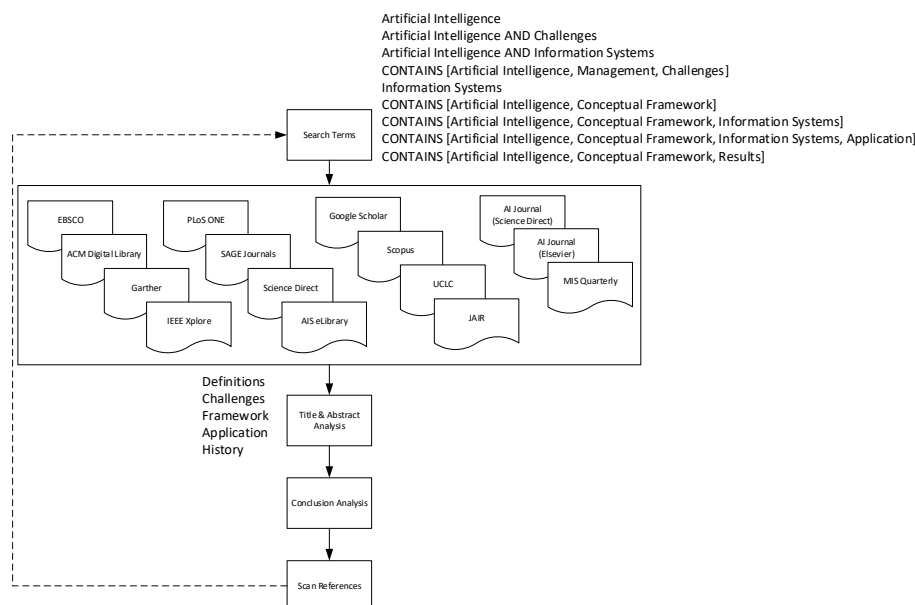 Artificial Intelligence
Artificial Intelligence AND Challenges
Artificial Intelligence AND Information Systems
CONTAINS [Artificial Intelligence, Management, Challenges]
Information Systems
CONTAINS [Artificial Intelligence, Conceptual Framework]
CONTAINS [Artificial Intelligence, Conceptual Framework, Information Systems]
CONTAINS [Artificial Intelligence, Conceptual Framework, Information Systems, Application]
CONTAINS [Artificial Intelligence, Conceptual Framework, Results]
Search Terms
EBSCO
ACM Digital Library
Garther
IEEE Xplore
PLoS ONE
SAGE Journals
Science Direct
AIS eLibrary
Google Scholar
Scopus
UCLC
JAIR
AI Journal
(Science Direct)
AI Journal
(Elsevier)
MIS Quarterly
Definitions
Challenges
Framework
Application
History
Title & Abstract
Analysis
Conclusion Analysis
Scan References